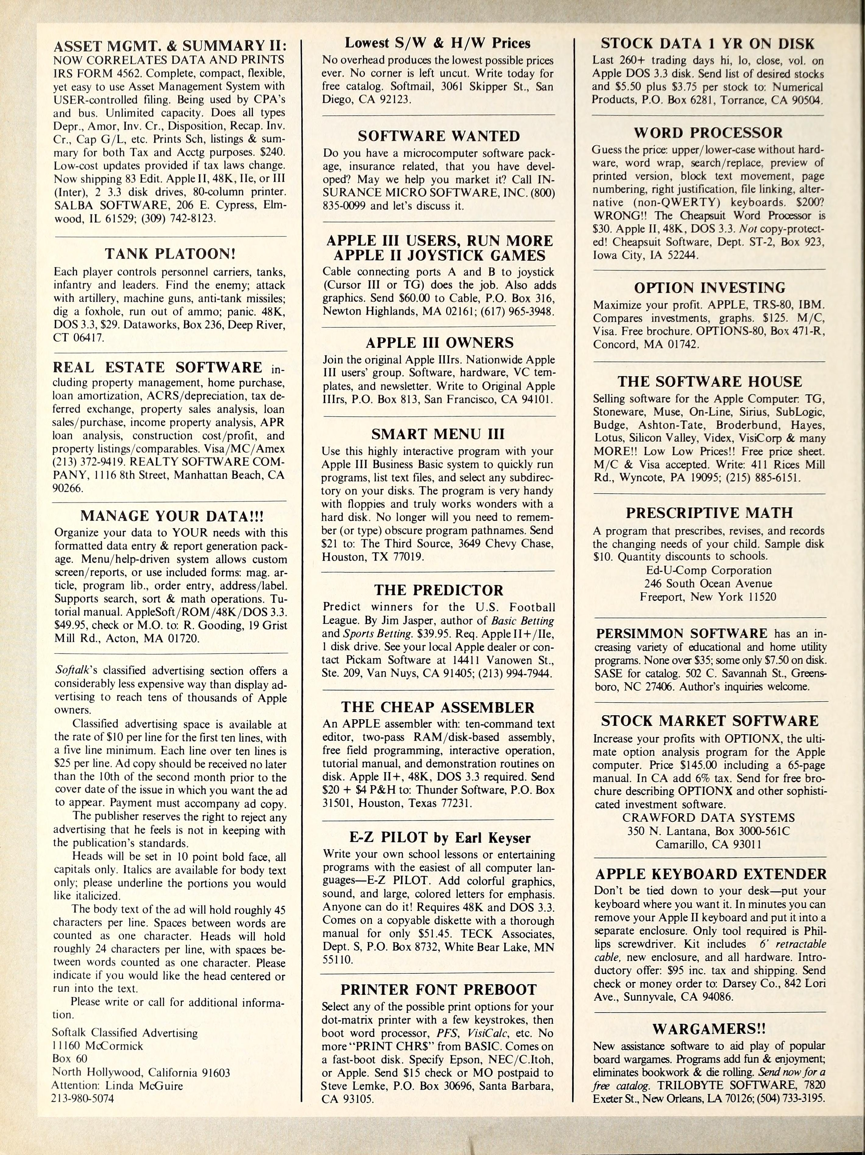 ASSET MGMT. & SUMMARY II:
NOW CORRELATES DATA AND PRINTS
IRS FORM 4562. Complete, compact, flexible,
yet easy to use Asset Management System with
USER-controlled filing. Being used by CPA's
and bus. Unlimited capacity. Does all types
Depr., Amor, Inv. Cr., Disposition, Recap. Inv.
Cr., Cap G/L, etc. Prints Sch, listings & sum-
mary for both Tax and Acctg purposes. $240.
Low-cost updates provided if tax laws change.
Now shipping 83 Edit. Apple II, 48K, IIe, or III
(Inter), 2 3.3 disk drives, 80-column printer.
SALBA SOFTWARE, 206 E. Cypress, Elm-
wood, IL 61529; (309) 742-8123.
TANK PLATOON!
Each player controls personnel carriers, tanks,
infantry and leaders. Find the enemy; attack
with artillery, machine guns, anti-tank missiles;
dig a foxhole, run out of ammo; panic. 48K,
DOS 3.3, $29. Dataworks, Box 236, Deep River,
CT 06417.
REAL ESTATE SOFTWARE in-
cluding property management, home purchase,
loan amortization, ACRS/depreciation, tax de-
ferred exchange, property sales analysis, loan
sales/purchase, income property analysis, APR
loan analysis, construction cost/profit, and
property listings/comparables. Visa/MC/Amex
(213) 372-9419. REALTY SOFTWARE COM-
PANY, 1116 8th Street, Manhattan Beach, CA
90266.
MANAGE YOUR DATA!!!
Organize your data to YOUR needs with this
formatted data entry & report generation pack-
age. Menu/help-driven system allows custom
screen/reports, or use included forms: mag. ar-
ticle, program lib., order entry, address/label.
Supports search, sort & math operations. Tu-
torial manual. AppleSoft/ROM/48K/DOS 3.3.
$49.95, check or M.O. to: R. Gooding, 19 Grist
Mill Rd., Acton, MA 01720.
Softalk's classified advertising section offers a
considerably less expensive way than display ad-
vertising to reach tens of thousands of Apple
owners.
Classified advertising space is available at
the rate of $10 per line for the first ten lines, with
a five line minimum. Each line over ten lines is
$25 per line. Ad copy should be received no later
than the 10th of the second month prior to the
cover date of the issue in which you want the ad
to appear. Payment must accompany ad copy.
The publisher reserves the right to reject any
advertising that he feels is not in keeping with
the publication's standards.
Heads will be set in 10 point bold face, all
capitals only. Italics are available for body text
only; please underline the portions you would
like italicized.
The body text of the ad will hold roughly 45
characters per line. Spaces between words are
counted as one character. Heads will hold
roughly 24 characters per line, with spaces be-
tween words counted as one character. Please
indicate if you would like the head centered or
run into the text.
Please write or call for additional informa-
tion.
Softalk Classified Advertising
11160 McCormick
Box 60
North Hollywood, California 91603
Attention: Linda McGuire
213-980-5074
Lowest S/W & H/W Prices
No overhead produces the lowest possible prices
ever. No corner is left uncut. Write today for
free catalog. Softmail, 3061 Skipper St., San
Diego, CA 92123.
SOFTWARE WANTED
Do you have a microcomputer software pack-
age, insurance related, that you have devel-
oped? May we help you market it? Call IN-
SURANCE MICRO SOFTWARE, INC. (800)
835-0099 and let's discuss it.
APPLE III USERS, RUN MORE
APPLE II JOYSTICK GAMES
Cable connecting ports A and B to joystick
(Cursor III or TG) does the job. Also adds
graphics. Send $60.00 to Cable, P.O. Box 316,
Newton Highlands, MA 02161; (617) 965-3948.
APPLE III OWNERS
Join the original Apple IIIrs. Nationwide Apple
III users' group. Software, hardware, VC tem-
plates, and newsletter. Write to Original Apple
IIIrs, P.O. Box 813, San Francisco, CA 94101.
SMART MENU III
Use this highly interactive program with your
Apple III Business Basic system to quickly run
programs, list text files, and select any subdirec-
tory on your disks. The program is very handy
with floppies and truly works wonders with a
hard disk. No longer will you need to remem-
ber (or type) obscure program pathnames. Send
$21 to: The Third Source, 3649 Chevy Chase,
Houston, TX 77019.
THE PREDICTOR
Predict winners for the U.S. Football
League. By Jim Jasper, author of Basic Betting
and Sports Betting. $39.95. Req. Apple II+/IIe,
1 disk drive. See your local Apple dealer or con-
tact Pickam Software at 14411 Vanowen St.,
Ste. 209, Van Nuys, CA 91405; (213) 994-7944.
THE CHEAP ASSEMBLER
An APPLE assembler with: ten-command text
editor, two-pass RAM/disk-based assembly,
free field programming, interactive operation,
tutorial manual, and demonstration routines on
disk. Apple II+, 48K, DOS 3.3 required. Send
$20 + $4 P&H to: Thunder Software, P.O. Box
31501, Houston, Texas 77231.
E-Z PILOT by Earl Keyser
Write your own school lessons or entertaining
programs with the easiest of all computer lan-
guages—E-Z PILOT. Add colorful graphics,
sound, and large, colored letters for emphasis.
Anyone can do it! Requires 48K and DOS 3.3.
Comes on a copyable diskette with a thorough
manual for only $51.45. TECK Associates,
Dept. S, P.O. Box 8732, White Bear Lake, MN
55110.
PRINTER FONT PREBOOT
Select any of the possible print options for your
dot-matrix printer with a few keystrokes, then
boot word processor, PFS, VisiCalc, etc. No
more "PRINT CHR$" from BASIC. Comes on
a fast-boot disk. Specify Epson, NEC/C.Itoh,
or Apple. Send $15 check or MO postpaid to
Steve Lemke, P.O. Box 30696, Santa Barbara,
CA 93105.
STOCK DATA 1 YR ON DISK
Last 260+ trading days hi, lo, close, vol. on
Apple DOS 3.3 disk. Send list of desired stocks
and $5.50 plus $3.75 per stock to: Numerical
Products, P.O. Box 6281, Torrance, CA 90504.
WORD PROCESSOR
Guess the price: upper/lower-case without hard-
ware, word wrap, search/replace, preview of
printed version, block text movement, page
numbering, right justification, file linking, alter-
native (non-QWERTY) keyboards. $200?
WRONG!! The Cheapsuit Word Processor is
$30. Apple II, 48K, DOS 3.3. Not copy-protect-
ed! Cheapsuit Software, Dept. ST-2, Box 923,
Iowa City, IA 52244.
OPTION INVESTING
Maximize your profit. APPLE, TRS-80, IBM.
Compares investments, graphs. $125. M/C,
Visa. Free brochure. OPTIONS-80, Box 471-R,
Concord, MA 01742.
THE SOFTWARE HOUSE
Selling software for the Apple Computer: TG,
Stoneware, Muse, On-Line, Sirius, SubLogic,
Budge, Ashton-Tate, Broderbund, Hayes,
Lotus, Silicon Valley, Videx, VisiCorp & many
MORE!! Low Low Prices!! Free price sheet.
M/C & Visa accepted. Write: 411 Rices Mill
Rd., Wyncote, PA 19095; (215) 885-6151.
PRESCRIPTIVE MATH
A program that prescribes, revises, and records
the changing needs of your child. Sample disk
$10. Quantity discounts to schools.
Ed-U-Comp Corporation
246 South Ocean Avenue
Freeport, New York 11520
PERSIMMON SOFTWARE has an in-
creasing variety of educational and home utility
programs. None over $35; some only $7.50 on disk.
SASE for catalog. 502 C. Savannah St., Greens-
boro, NC 27406. Author's inquiries welcome.
STOCK MARKET SOFTWARE
Increase your profits with OPTIONX, the ulti-
mate option analysis program for the Apple
computer. Price $145.00 including a 65-page
manual. In CA add 6% tax. Send for free bro-
chure describing OPTIONX and other sophisti-
cated investment software.
CRAWFORD DATA SYSTEMS
350 N. Lantana, Box 3000-561C
Camarillo, CA 93011
APPLE KEYBOARD EXTENDER
Don't be tied down to your desk—put your
keyboard where you want it. In minutes you can
remove your Apple II keyboard and put it into a
separate enclosure. Only tool required is Phil-
lips screwdriver. Kit includes 6' retractable
cable, new enclosure, and all hardware. Intro-
ductory offer: $95 inc. tax and shipping. Send
check or money order to: Darsey Co., 842 Lori
Ave., Sunnyvale, CA 94086.
WARGAMERS!!
New assistance software to aid play of popular
board wargames. Programs add fun & enjoyment;
eliminates bookwork & die rolling. Send now for a
free catalog. TRILOBYTE SOFTWARE, 7820
Exeter St., New Orleans, LA 70126; (504) 733-3195.